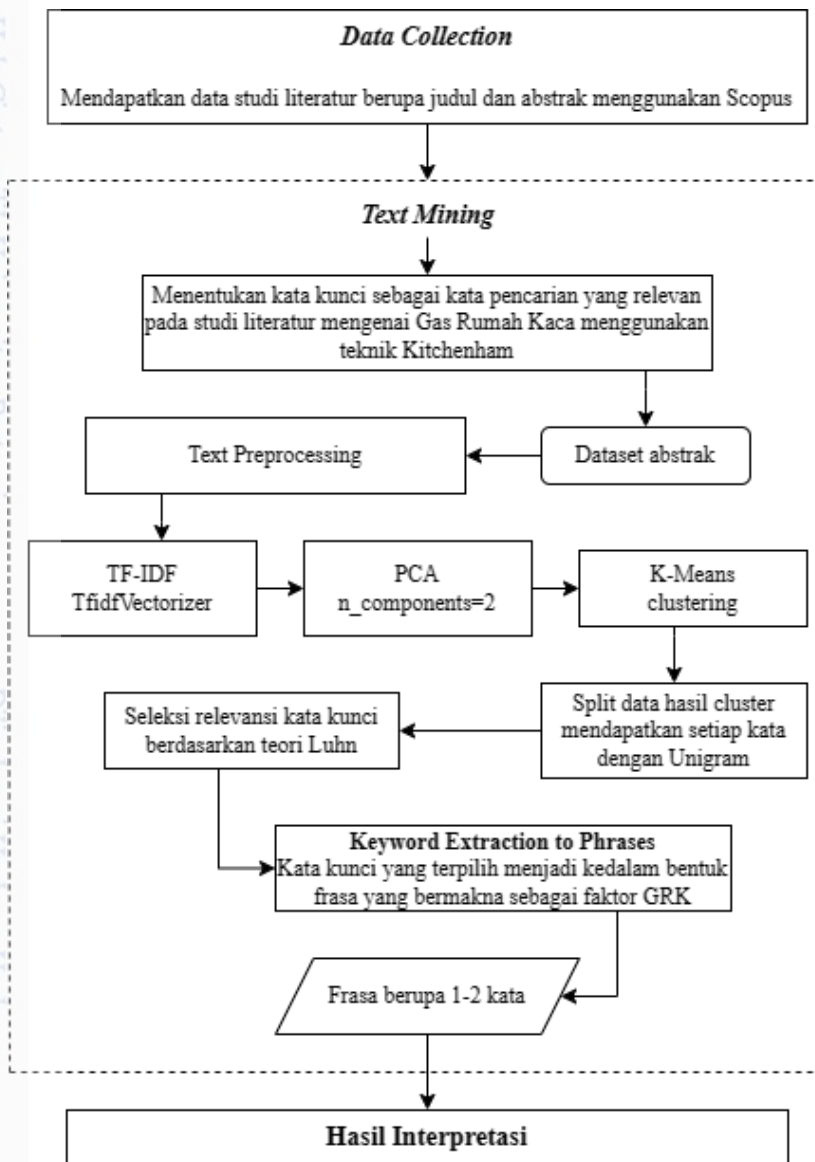 Data Collection
Mendapatkan data studi literatur berupa judul dan abstrak menggunakan Scopus
Text Mining
Menentukan kata kunci sebagai kata pencarian yang relevan
pada studi literatur mengenai Gas Rumah Kaca menggunakan
teknik Kitchenham
Dataset abstrak
Text Preprocessing
TF-IDF
TfidfVectorizer
PCA
n_components=2
K-Means
clustering
Split data hasil cluster
mendapatkan setiap kata
dengan Unigram
Seleksi relevansi kata kunci
berdasarkan teori Luhn
Keyword Extraction to Phrases
Kata kunci yang terpilih menjadi kedalam bentuk
frasa yang bermakna sebagai faktor GRK
Frasa berupa 1-2 kata
Hasil Interpretasi